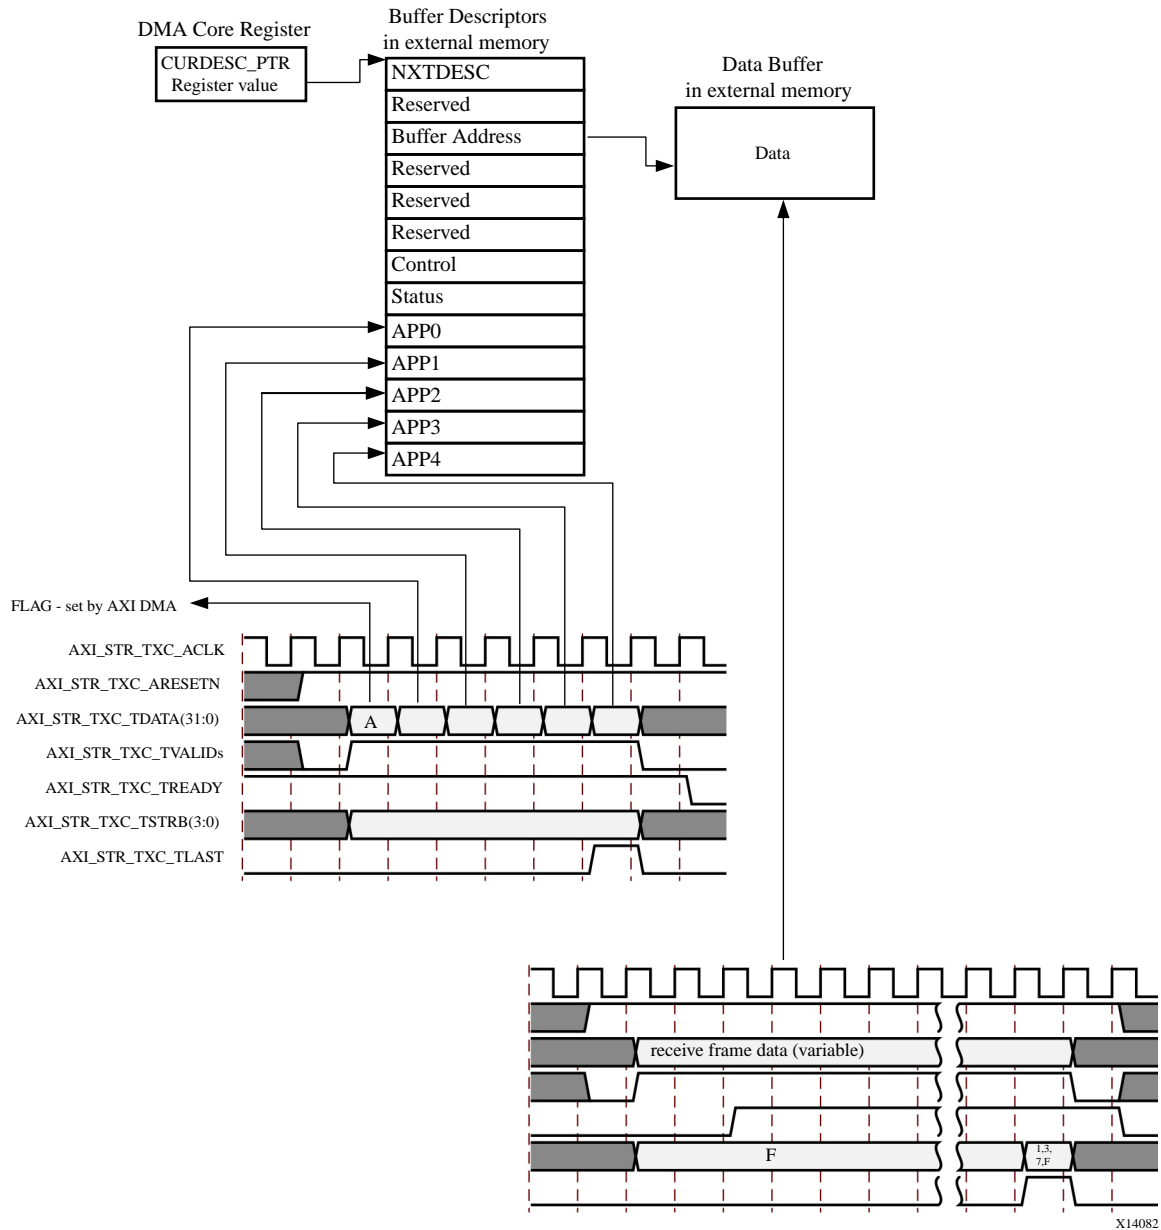 DMA Core Register
CURDESC_PTR
Register value
Buffer Descriptors
in external memory
NXTDESC
Reserved
Buffer Address
Reserved
Reserved
Reserved
Control
Status
APP0
APP1
APP2
APP3
APP4
Data Buffer
in external memory
Data
FLAG - set by AXI DMA
AXI_STR_TXC_ACLK
AXI_STR_TXC_ARESETN
AXI_STR_TXC_TDATA(31:0)
A
AXI_STR_TXC_TVALIDs
AXI_STR_TXC_TREADY
AXI_STR_TXC_TSTRB(3:0)
AXI_STR_TXC_TLAST
receive frame data (variable)
F
1,3,
7,F
X14082